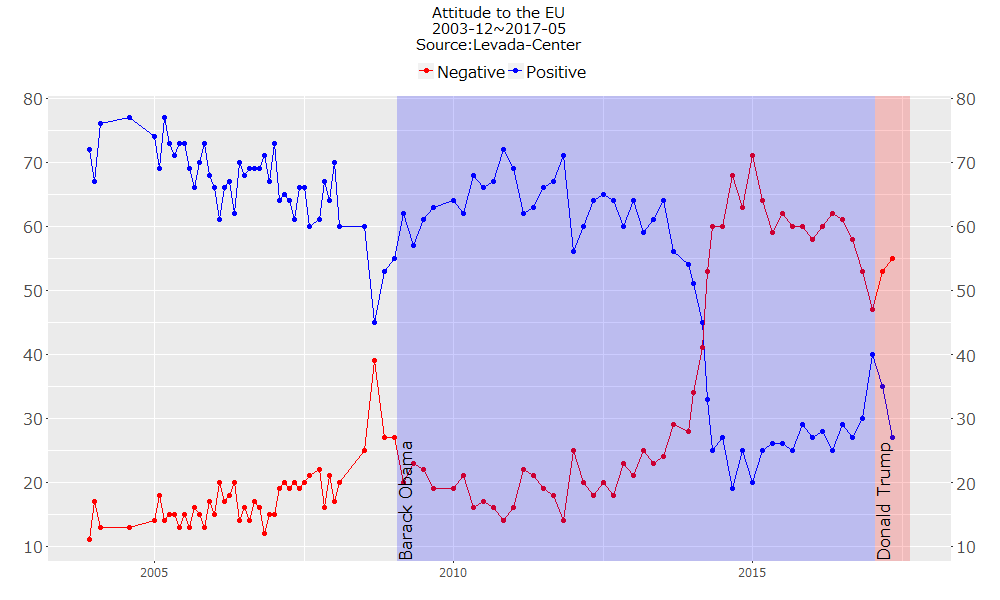 Attitude to the EU
2003-12~2017-05
Source:Levada-Center
Negative Positive
80 80
70 70
60 60
50 50
40 40
30 30
20 20
10 10
Barack Obama
Donald Trump
2005 2010 2015